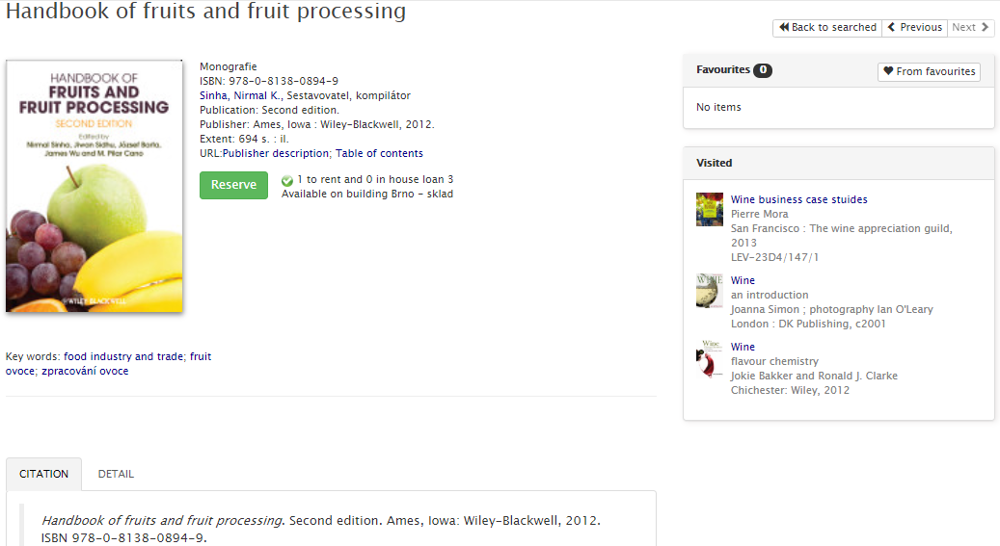 Handbook of fruits and fruit processing
Back to searched
Previous
Next
HANDBOOK OF
FRUITS AND
FRUIT PROCESSING
SECOND EDITION
Edited by
Nirmal Sinha, Jiwan Sidhu, József Barta,
James Wu and M. Pilar Cano
WILEY-BLACKWELL
Monografie
ISBN: 978-0-8138-0894-9
Sinha, Nirmal K., Sestavovatel, kompilátor
Publication: Second edition.
Publisher: Ames, Iowa : Wiley-Blackwell, 2012.
Extent: 694 s. : il.
URL:Publisher description; Table of contents
Reserve
1 to rent and 0 in house loan 3
Available on building Brno - sklad
Favourites 0
From favourites
No items
Visited
Wine business case stuides
Pierre Mora
San Francisco : The wine appreciation guild,
2013
LEV-23D4/147/1
WINE
Wine
an introduction
Joanna Simon ; photography Ian O'Leary
London : DK Publishing, c2001
Wine
Wine
flavour chemistry
Jokie Bakker and Ronald J. Clarke
Chichester: Wiley, 2012
Key words: food industry and trade; fruit
ovoce; zpracování ovoce
CITATION
DETAIL
Handbook of fruits and fruit processing. Second edition. Ames, Iowa: Wiley-Blackwell, 2012.
ISBN 978-0-8138-0894-9.